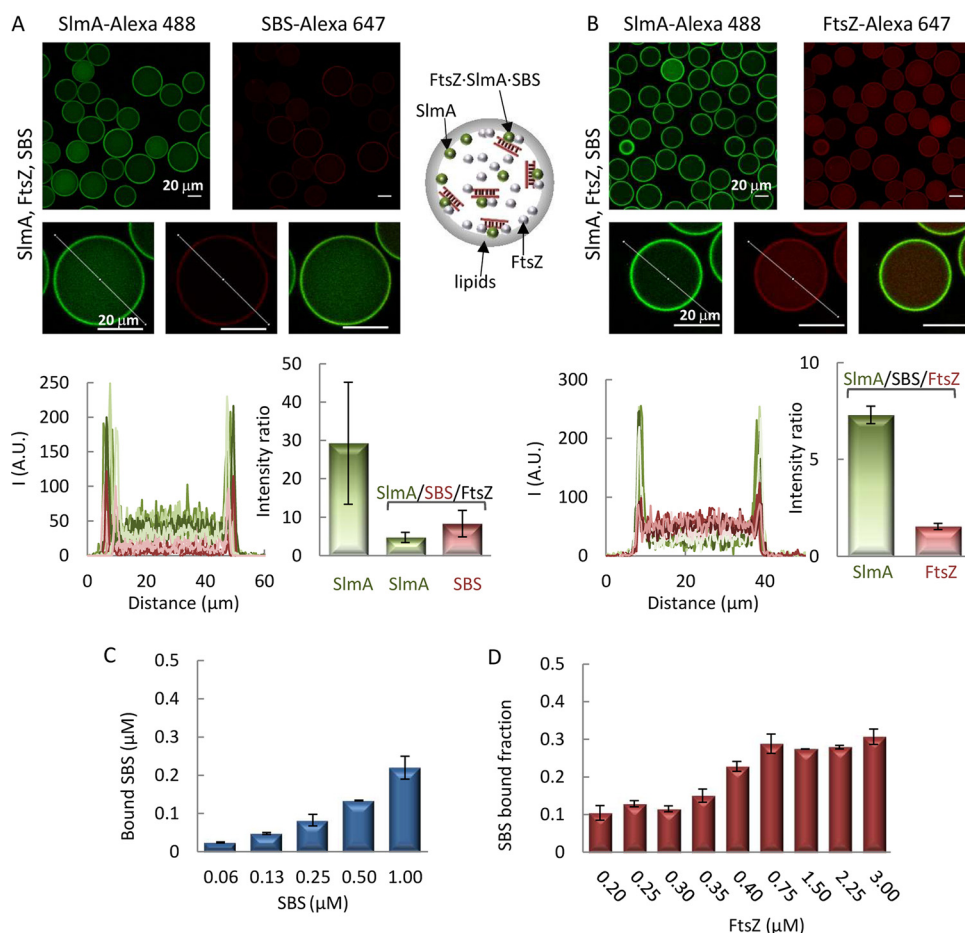 A
SlmA-Alexa 488
SBS-Alexa 647
SlmA, FtsZ, SBS
20 µm
20 µm
FtsZ·SlmA·SBS
SlmA
FtsZ
lipids
I (A.U.)
250
200
150
100
50
0
0 20 40 60
Distance (µm)
Intensity ratio
50
40
30
20
10
0
SlmA/SBS/FtsZ
SlmA SlmA SBS
B
SlmA-Alexa 488
FtsZ-Alexa 647
SlmA, FtsZ, SBS
20 µm
20 µm
I (A.U.)
300
200
100
0
0 20 40
Distance (µm)
Intensity ratio
10
5
0
SlmA/SBS/FtsZ
SlmA FtsZ
C
Bound SBS (µM)
0.5
0.4
0.3
0.2
0.1
0
0.06 0.13 0.25 0.50 1.00
SBS (µM)
D
SBS bound fraction
0.5
0.4
0.3
0.2
0.1
0
0.20 0.25 0.30 0.35 0.40 0.75 1.50 2.25 3.00
FtsZ (µM)